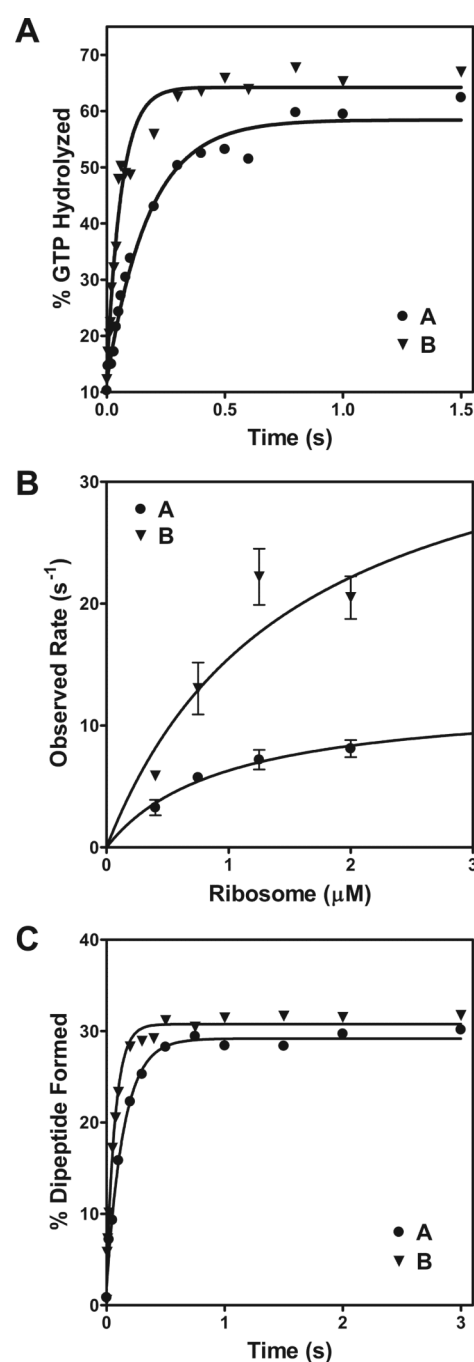 A
% GTP Hydrolyzed
70
60
50
40
30
20
10
0.0 0.5 1.0 1.5
Time (s)
A
B
B
Observed Rate (s⁻¹)
30
20
10
0
0 1 2 3
Ribosome (μM)
A
B
C
% Dipeptide Formed
40
30
20
10
0
0 1 2 3
Time (s)
A
B